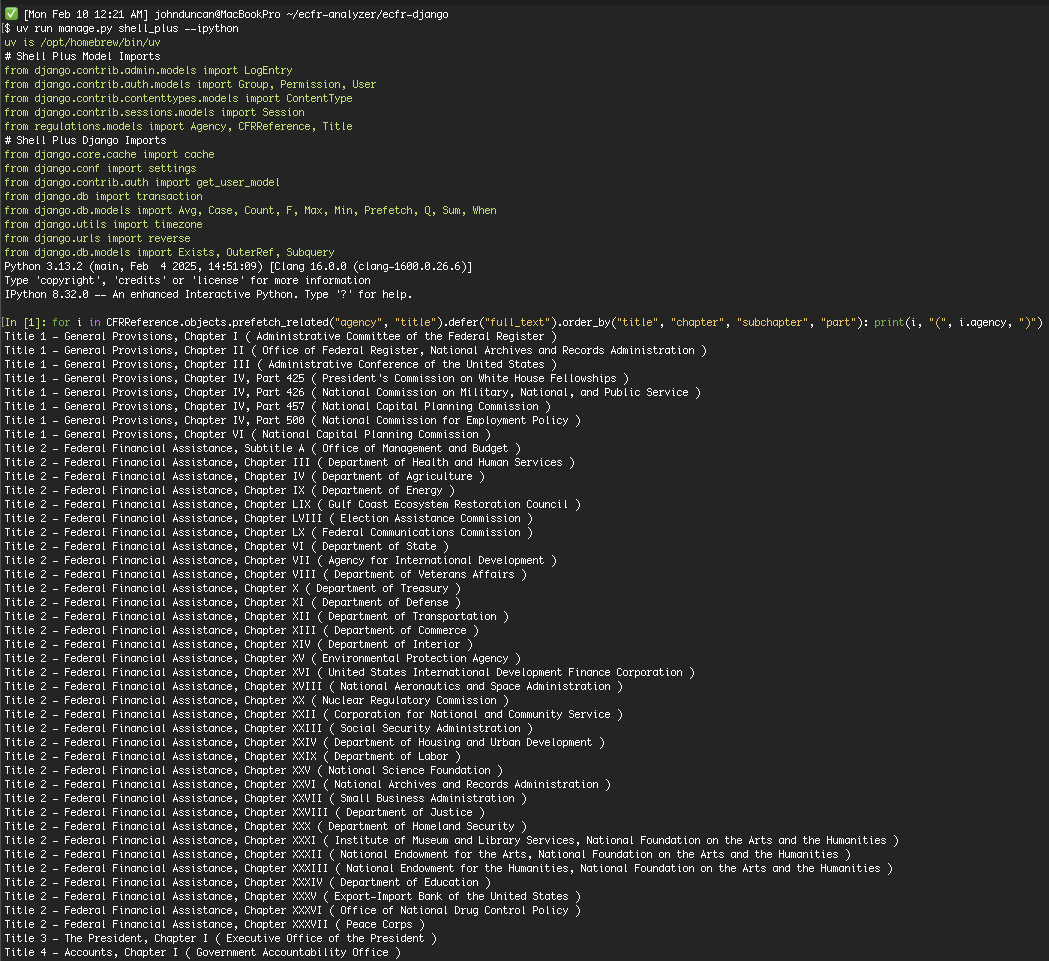 ✅ [Mon Feb 10 12:21 AM] johnduncan@MacBookPro ~/ecfr-analyzer/ecfr-django
$ uv run manage.py shell_plus --ipython
uv is /opt/homebrew/bin/uv
# Shell Plus Model Imports
from django.contrib.admin.models import LogEntry
from django.contrib.auth.models import Group, Permission, User
from django.contrib.contenttypes.models import ContentType
from django.contrib.sessions.models import Session
from regulations.models import Agency, CFRReference, Title
# Shell Plus Django Imports
from django.core.cache import cache
from django.conf import settings
from django.contrib.auth import get_user_model
from django.db import transaction
from django.db.models import Avg, Case, Count, F, Max, Min, Prefetch, Q, Sum, When
from django.utils import timezone
from django.urls import reverse
from django.db.models import Exists, OuterRef, Subquery
Python 3.13.2 (main, Feb  4 2025, 14:51:09) [Clang 16.0.0 (clang-1600.0.26.6)]
Type 'copyright', 'credits' or 'license' for more information
IPython 8.32.0 -- An enhanced Interactive Python. Type '?' for help.
In [1]: for i in CFRReference.objects.prefetch_related("agency", "title").defer("full_text").order_by("title", "chapter", "subchapter", "part"): print(i, "(", i.agency, ")")
Title 1 - General Provisions, Chapter I ( Administrative Committee of the Federal Register )
Title 1 - General Provisions, Chapter II ( Office of Federal Register, National Archives and Records Administration )
Title 1 - General Provisions, Chapter III ( Administrative Conference of the United States )
Title 1 - General Provisions, Chapter IV, Part 425 ( President's Commission on White House Fellowships )
Title 1 - General Provisions, Chapter IV, Part 426 ( National Commission on Military, National, and Public Service )
Title 1 - General Provisions, Chapter IV, Part 457 ( National Capital Planning Commission )
Title 1 - General Provisions, Chapter IV, Part 500 ( National Commission for Employment Policy )
Title 1 - General Provisions, Chapter VI ( National Capital Planning Commission )
Title 2 - Federal Financial Assistance, Subtitle A ( Office of Management and Budget )
Title 2 - Federal Financial Assistance, Chapter III ( Department of Health and Human Services )
Title 2 - Federal Financial Assistance, Chapter IV ( Department of Agriculture )
Title 2 - Federal Financial Assistance, Chapter IX ( Department of Energy )
Title 2 - Federal Financial Assistance, Chapter LIX ( Gulf Coast Ecosystem Restoration Council )
Title 2 - Federal Financial Assistance, Chapter LVIII ( Election Assistance Commission )
Title 2 - Federal Financial Assistance, Chapter LX ( Federal Communications Commission )
Title 2 - Federal Financial Assistance, Chapter VI ( Department of State )
Title 2 - Federal Financial Assistance, Chapter VII ( Agency for International Development )
Title 2 - Federal Financial Assistance, Chapter VIII ( Department of Veterans Affairs )
Title 2 - Federal Financial Assistance, Chapter X ( Department of Treasury )
Title 2 - Federal Financial Assistance, Chapter XI ( Department of Defense )
Title 2 - Federal Financial Assistance, Chapter XII ( Department of Transportation )
Title 2 - Federal Financial Assistance, Chapter XIII ( Department of Commerce )
Title 2 - Federal Financial Assistance, Chapter XIV ( Department of Interior )
Title 2 - Federal Financial Assistance, Chapter XV ( Environmental Protection Agency )
Title 2 - Federal Financial Assistance, Chapter XVI ( United States International Development Finance Corporation )
Title 2 - Federal Financial Assistance, Chapter XVIII ( National Aeronautics and Space Administration )
Title 2 - Federal Financial Assistance, Chapter XX ( Nuclear Regulatory Commission )
Title 2 - Federal Financial Assistance, Chapter XXII ( Corporation for National and Community Service )
Title 2 - Federal Financial Assistance, Chapter XXIII ( Social Security Administration )
Title 2 - Federal Financial Assistance, Chapter XXIV ( Department of Housing and Urban Development )
Title 2 - Federal Financial Assistance, Chapter XXIX ( Department of Labor )
Title 2 - Federal Financial Assistance, Chapter XXV ( National Science Foundation )
Title 2 - Federal Financial Assistance, Chapter XXVI ( National Archives and Records Administration )
Title 2 - Federal Financial Assistance, Chapter XXVII ( Small Business Administration )
Title 2 - Federal Financial Assistance, Chapter XXVIII ( Department of Justice )
Title 2 - Federal Financial Assistance, Chapter XXX ( Department of Homeland Security )
Title 2 - Federal Financial Assistance, Chapter XXXI ( Institute of Museum and Library Services, National Foundation on the Arts and the Humanities )
Title 2 - Federal Financial Assistance, Chapter XXXII ( National Endowment for the Arts, National Foundation on the Arts and the Humanities )
Title 2 - Federal Financial Assistance, Chapter XXXIII ( National Endowment for the Humanities, National Foundation on the Arts and the Humanities )
Title 2 - Federal Financial Assistance, Chapter XXXIV ( Department of Education )
Title 2 - Federal Financial Assistance, Chapter XXXV ( Export-Import Bank of the United States )
Title 2 - Federal Financial Assistance, Chapter XXXVI ( Office of National Drug Control Policy )
Title 2 - Federal Financial Assistance, Chapter XXXVII ( Peace Corps )
Title 3 - The President, Chapter I ( Executive Office of the President )
Title 4 - Accounts, Chapter I ( Government Accountability Office )